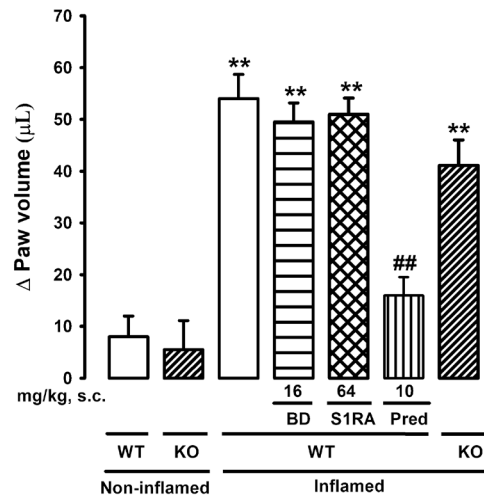 Δ Paw volume (μL)
70
60
50
40
30
20
10
0
** ** ** ## **
mg/kg, s.c. 16 64 10
BD S1RA Pred
WT KO WT KO
Non-inflamed Inflamed